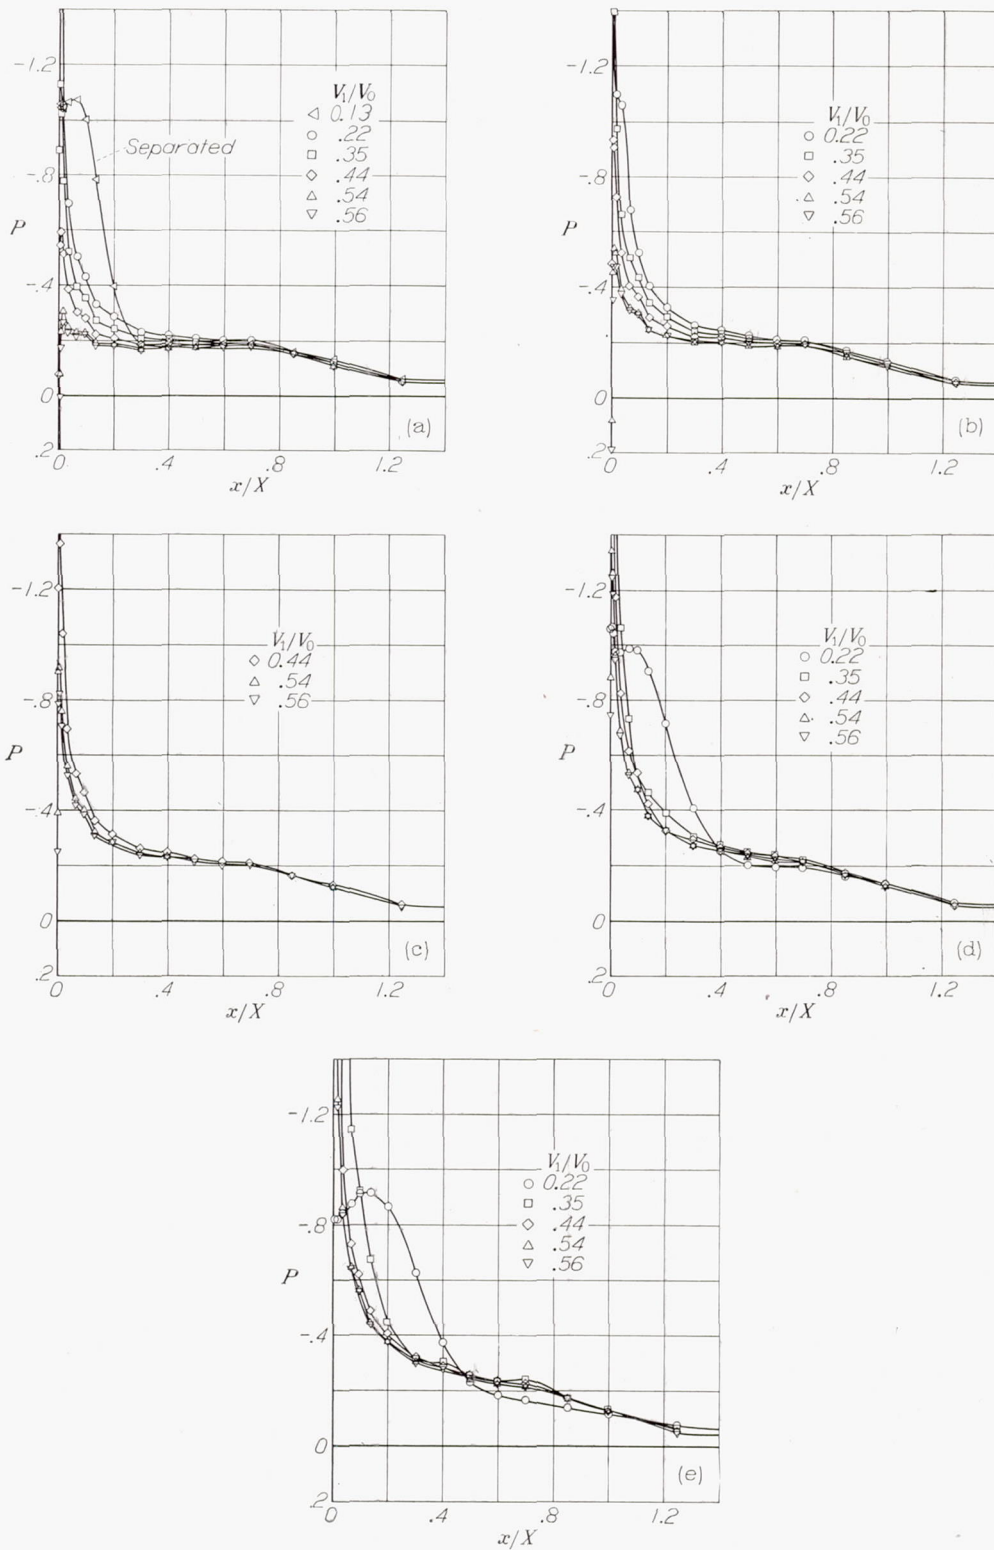 -1.2
-.8
-.4
0
.2
P
V₁/V₀
0.13
.22
.35
.44
.54
.56
Separated
(a)
0 .4 .8 1.2
x/X
-1.2
-.8
-.4
0
.2
P
V₁/V₀
0.22
.35
.44
.54
.56
(b)
0 .4 .8 1.2
x/X
-1.2
-.8
-.4
0
.2
P
V₁/V₀
0.44
.54
.56
(c)
0 .4 .8 1.2
x/X
-1.2
-.8
-.4
0
.2
P
V₁/V₀
0.22
.35
.44
.54
.56
(d)
0 .4 .8 1.2
x/X
-1.2
-.8
-.4
0
.2
P
V₁/V₀
0.22
.35
.44
.54
.56
(e)
0 .4 .8 1.2
x/X